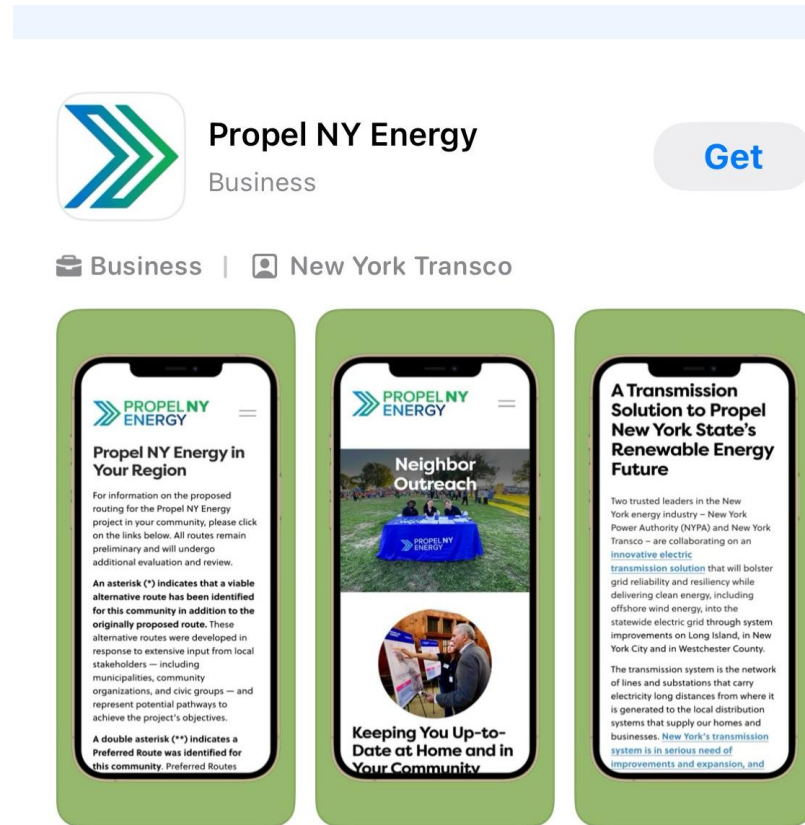 Propel NY Energy
Business
Get
Business | New York Transco
PROPEL NY
ENERGY
Propel NY Energy in
Your Region
For information on the proposed
routing for the Propel NY Energy
project in your community, please click
on the links below. All routes remain
preliminary and will undergo
additional evaluation and review.
An asterisk (*) indicates that a viable
alternative route has been identified
for this community in addition to the
originally proposed route. These
alternative routes were developed in
response to extensive input from local
stakeholders — including
municipalities, community
organizations, and civic groups — and
represent potential pathways to
achieve the project's objectives.
A double asterisk (**) indicates a
Preferred Route was identified for
this community. Preferred Routes
PROPEL NY
ENERGY
Neighbor
Outreach
PROPEL NY
ENERGY
Keeping You Up-to-
Date at Home and in
Your Community
A Transmission
Solution to Propel
New York State's
Renewable Energy
Future
Two trusted leaders in the New
York energy industry – New York
Power Authority (NYPA) and New York
Transco – are collaborating on an
innovative electric
transmission solution that will bolster
grid reliability and resiliency while
delivering clean energy, including
offshore wind energy, into the
statewide electric grid through system
improvements on Long Island, in New
York City and in Westchester County.
The transmission system is the network
of lines and substations that carry
electricity long distances from where it
is generated to the local distribution
systems that supply our homes and
businesses. New York's transmission
system is in serious need of
improvements and expansion, and